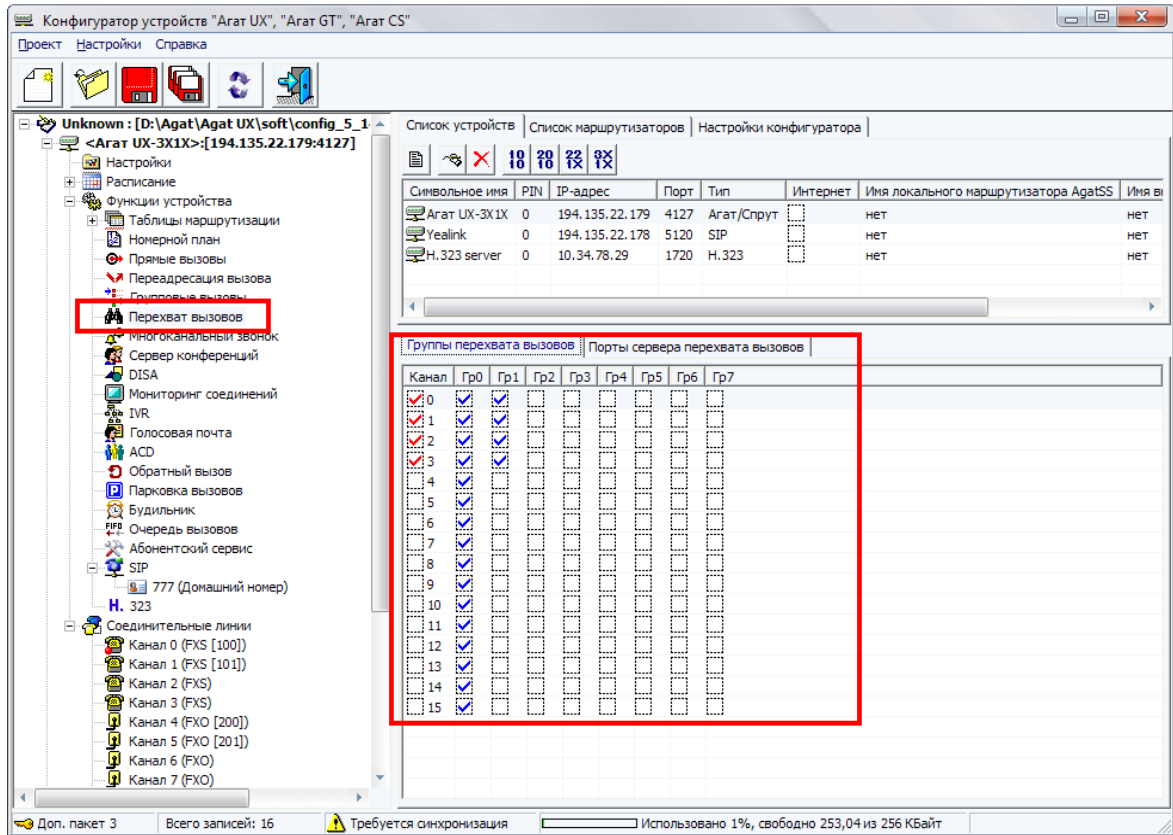 Конфигуратор устройств "Агат UX", "Агат GT", "Агат CS"
Проект Настройки Справка
Unknown : [D:\Agat\Agat UX\soft\config_5_1
<Агат UX-3X1X>:[194.135.22.179:4127]
Настройки
Расписание
Функции устройства
Таблицы маршрутизации
Номерной план
Прямые вызовы
Переадресация вызова
Групповые вызовы
Перехват вызовов
Многоканальный звонок
Сервер конференций
DISA
Мониторинг соединений
IVR
Голосовая почта
ACD
Обратный вызов
Парковка вызовов
Будильник
FIFO Очередь вызовов
Абонентский сервис
SIP
777 (Домашний номер)
H. 323
Соединительные линии
Канал 0 (FXS [100])
Канал 1 (FXS [101])
Канал 2 (FXS)
Канал 3 (FXS)
Канал 4 (FXO [200])
Канал 5 (FXO [201])
Канал 6 (FXO)
Канал 7 (FXO)
Список устройств Список маршрутизаторов Настройки конфигуратора
Символьное имя PIN IP-адрес Порт Тип Интернет Имя локального маршрутизатора AgatSS Имя в
Агат UX-3X1X 0 194.135.22.179 4127 Агат/Спрут нет нет
Yealink 0 194.135.22.178 5120 SIP нет нет
H.323 server 0 10.34.78.29 1720 H.323 нет нет
Группы перехвата вызовов Порты сервера перехвата вызовов
Канал Гр0 Гр1 Гр2 Гр3 Гр4 Гр5 Гр6 Гр7
0
1
2
3
4
5
6
7
8
9
10
11
12
13
14
15
Доп. пакет 3 Всего записей: 16 Требуется синхронизация Использовано 1%, свободно 253,04 из 256 КБайт